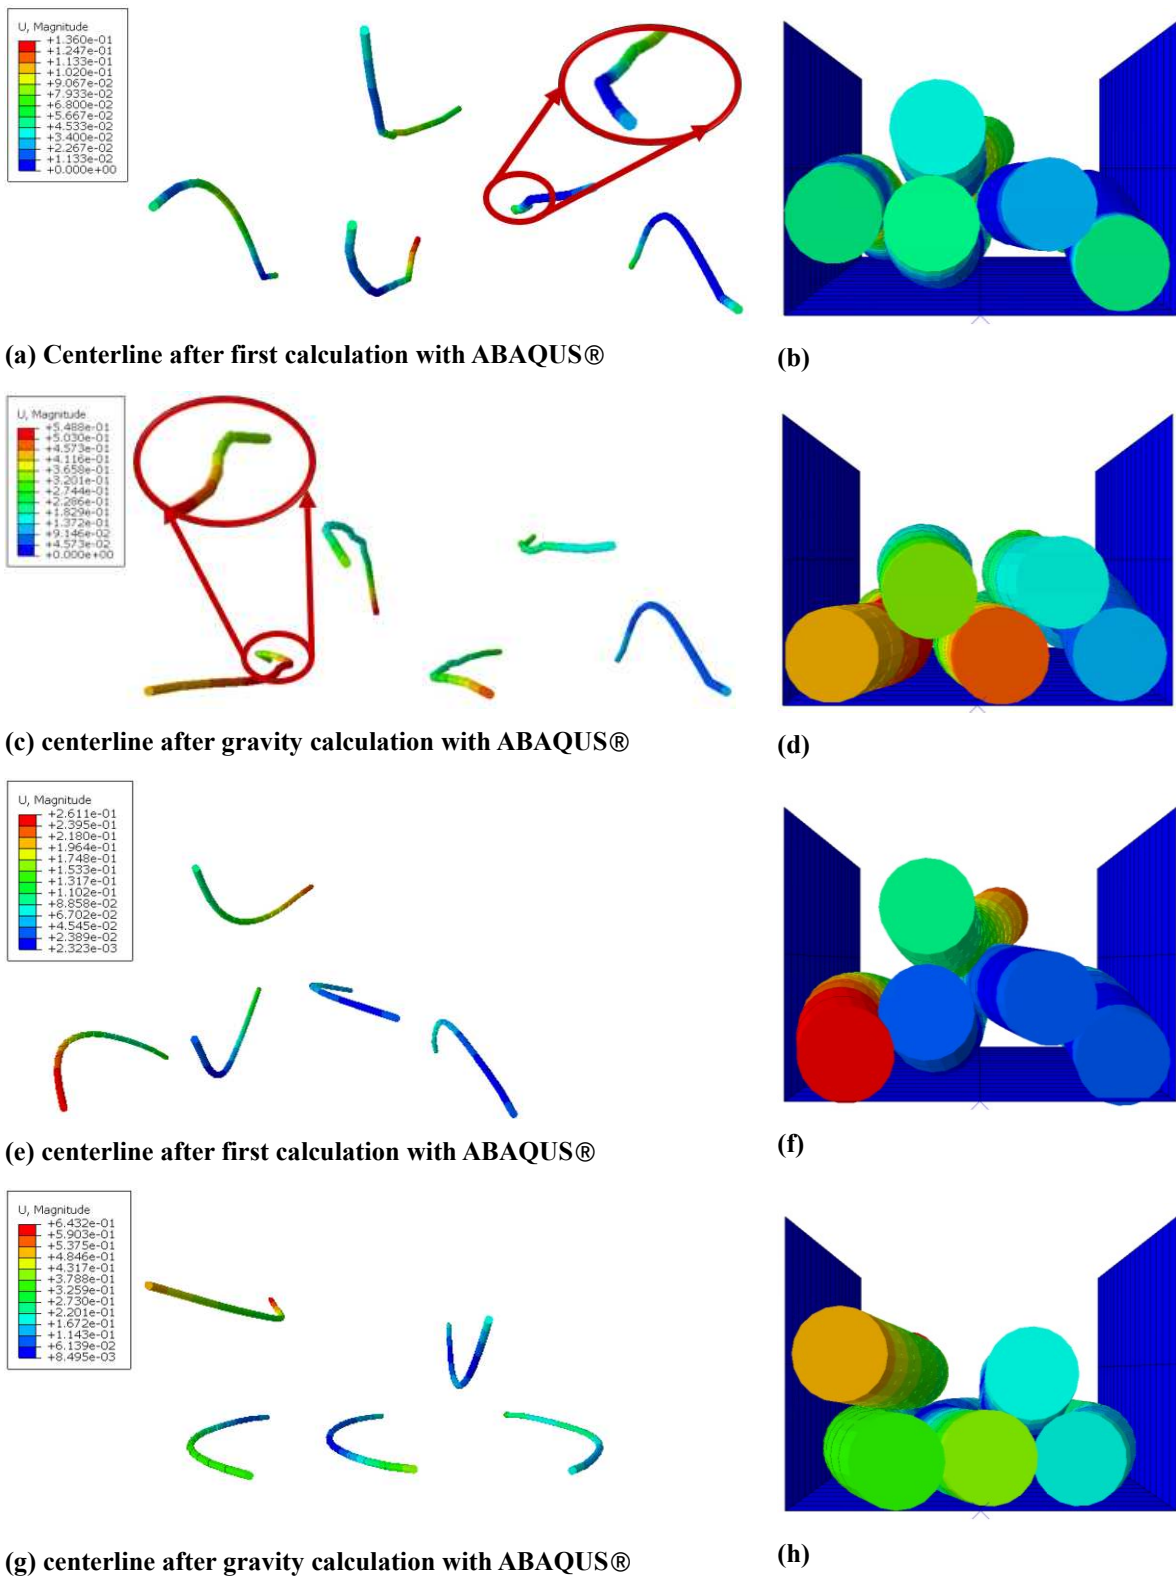 U, Magnitude
+1.360e-01
+1.247e-01
+1.133e-01
+1.020e-01
+9.067e-02
+7.933e-02
+6.800e-02
+5.667e-02
+4.533e-02
+3.400e-02
+2.267e-02
+1.133e-02
+0.000e+00
(a) Centerline after first calculation with ABAQUS®
(b)
U, Magnitude
+5.488e-01
+5.030e-01
+4.573e-01
+4.116e-01
+3.658e-01
+3.201e-01
+2.744e-01
+2.286e-01
+1.829e-01
+1.372e-01
+9.146e-02
+4.573e-02
+0.000e+00
(c) centerline after gravity calculation with ABAQUS®
(d)
U, Magnitude
+2.611e-01
+2.395e-01
+2.180e-01
+1.964e-01
+1.748e-01
+1.533e-01
+1.317e-01
+1.102e-01
+8.858e-02
+6.702e-02
+4.545e-02
+2.389e-02
+2.323e-03
(e) centerline after first calculation with ABAQUS®
(f)
U, Magnitude
+6.432e-01
+5.903e-01
+5.375e-01
+4.846e-01
+4.317e-01
+3.788e-01
+3.259e-01
+2.730e-01
+2.201e-01
+1.672e-01
+1.143e-01
+6.139e-02
+8.495e-03
(g) centerline after gravity calculation with ABAQUS®
(h)